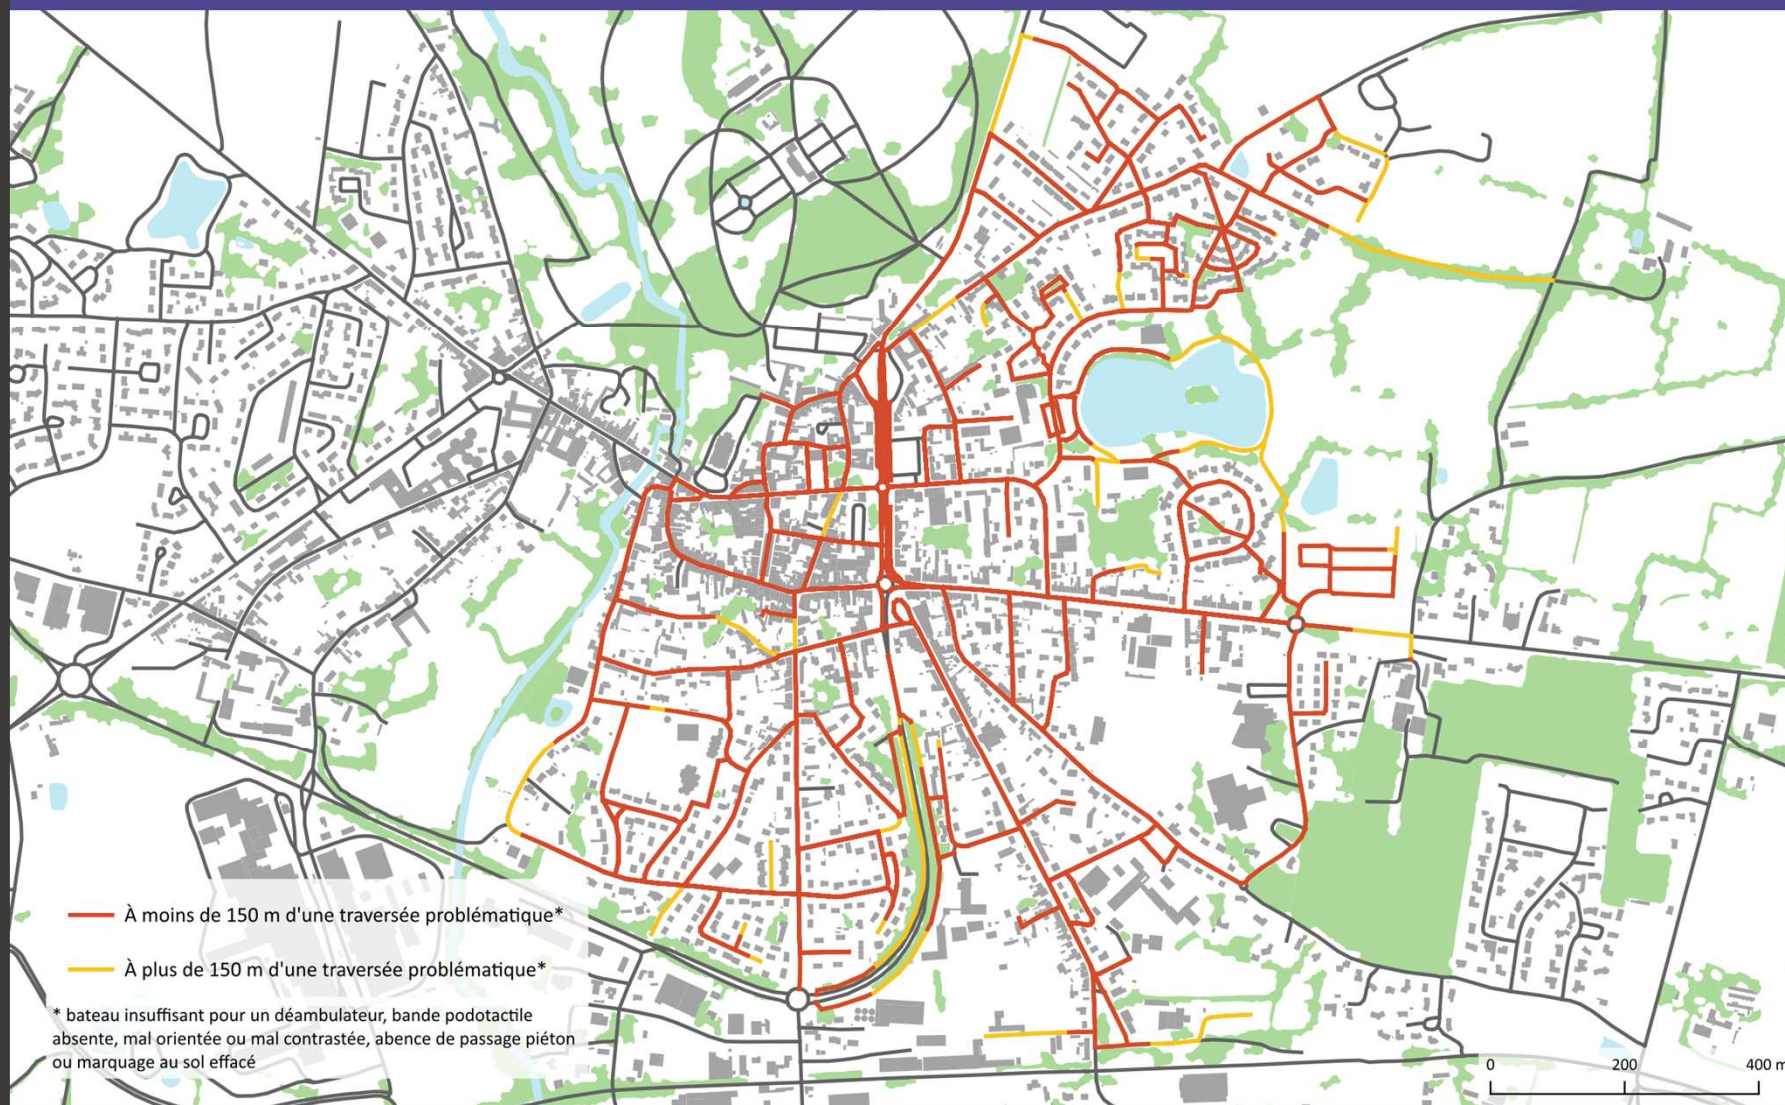 À moins de 150 m d'une traversée problématique*
À plus de 150 m d'une traversée problématique*
* bateau insuffisant pour un déambulateur, bande podotactile
absente, mal orientée ou mal contrastée, abence de passage piéton
ou marquage au sol effacé
0 200 400 m